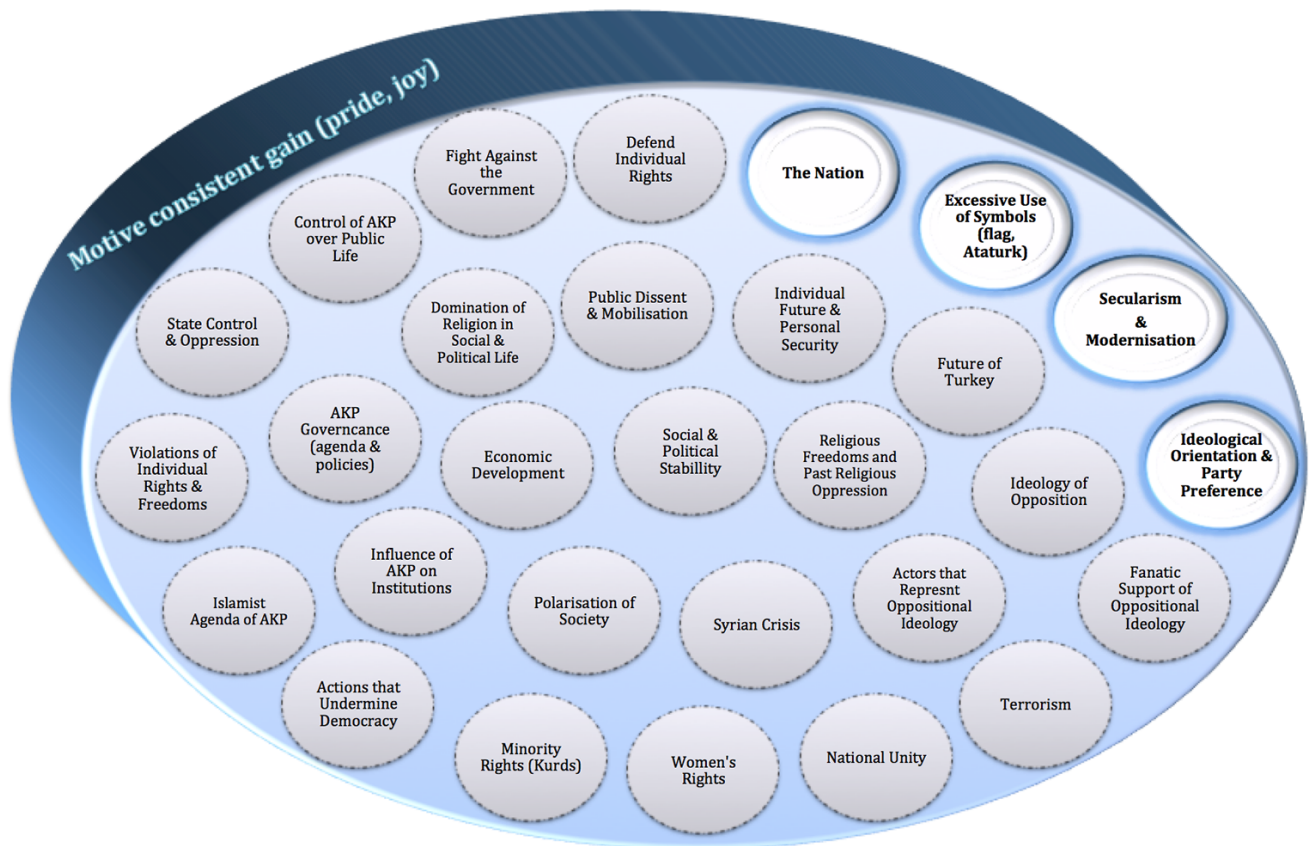 Motive consistent gain (pride, joy)
Fight Against
the
Government
Defend
Individual
Rights
The Nation
Excessive Use
of Symbols
(flag,
Ataturk)
Control of AKP
over Public
Life
Secularism
&
Modernisation
State Control
& Oppression
Domination of
Religion in
Social &
Political Life
Public Dissent
& Mobilisation
Individual
Future &
Personal
Security
Future of
Turkey
Ideological
Orientation &
Party
Preference
Violations of
Individual
Rights &
Freedoms
AKP
Governcance
(agenda &
policies)
Economic
Development
Social &
Political
Stabillity
Religious
Freedoms and
Past Religious
Oppression
Ideology of
Opposition
Islamist
Agenda of AKP
Influence of
AKP on
Institutions
Polarisation of
Society
Syrian Crisis
Actors that
Represnt
Oppositional
Ideology
Fanatic
Support of
Oppositional
Ideology
Actions that
Undermine
Democracy
Minority
Rights (Kurds)
Women's
Rights
National Unity
Terrorism